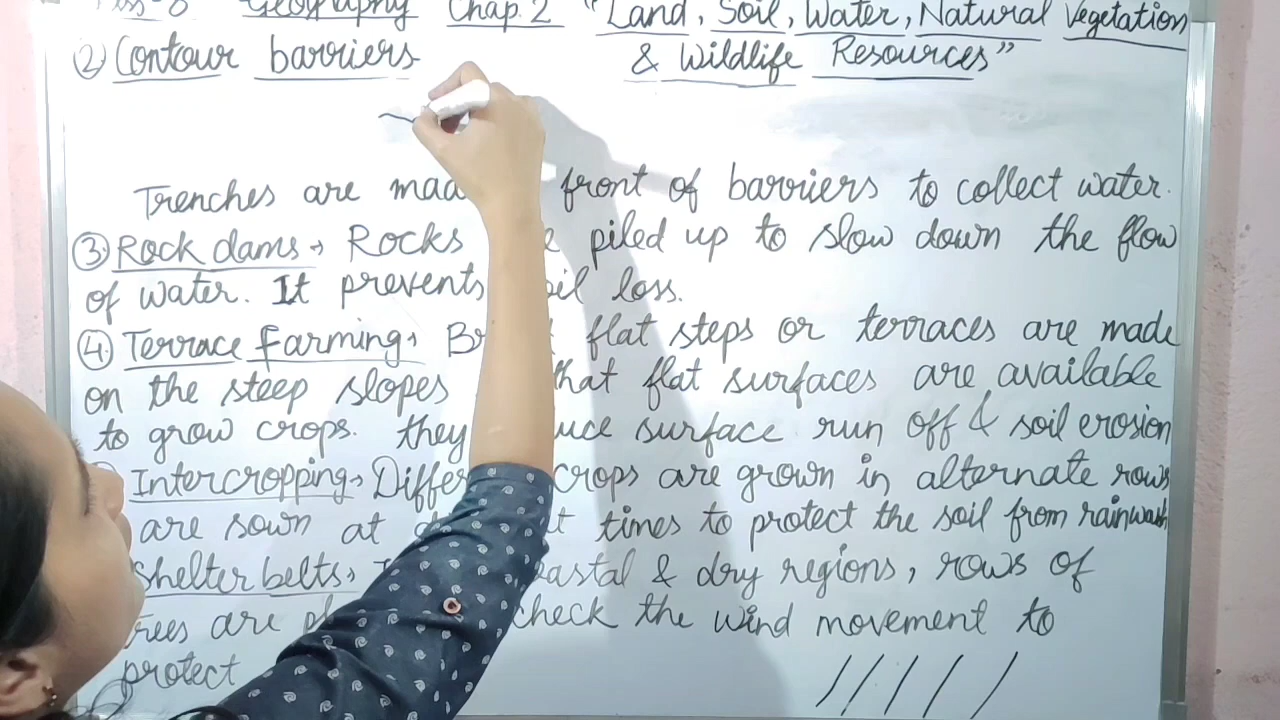 Geography Chap. 2 "Land, Soil, Water, Natural Vegetation
② Contour barriers & Wildlife Resources"
Trenches are front of barriers to collect water.
③ Rock dams → Rocks piled up to slow down the flow
of water. It prevents loss.
④. Terrace farming → flat steps or terraces are made
on the steep slopes that flat surfaces are available
to grow crops. they surface run off & soil erosion
Intercropping → crops are grown in alternate rows
are sown at times to protect the soil from rainwash
shelter belts → & dry regions, rows of
are check the wind movement to
protect